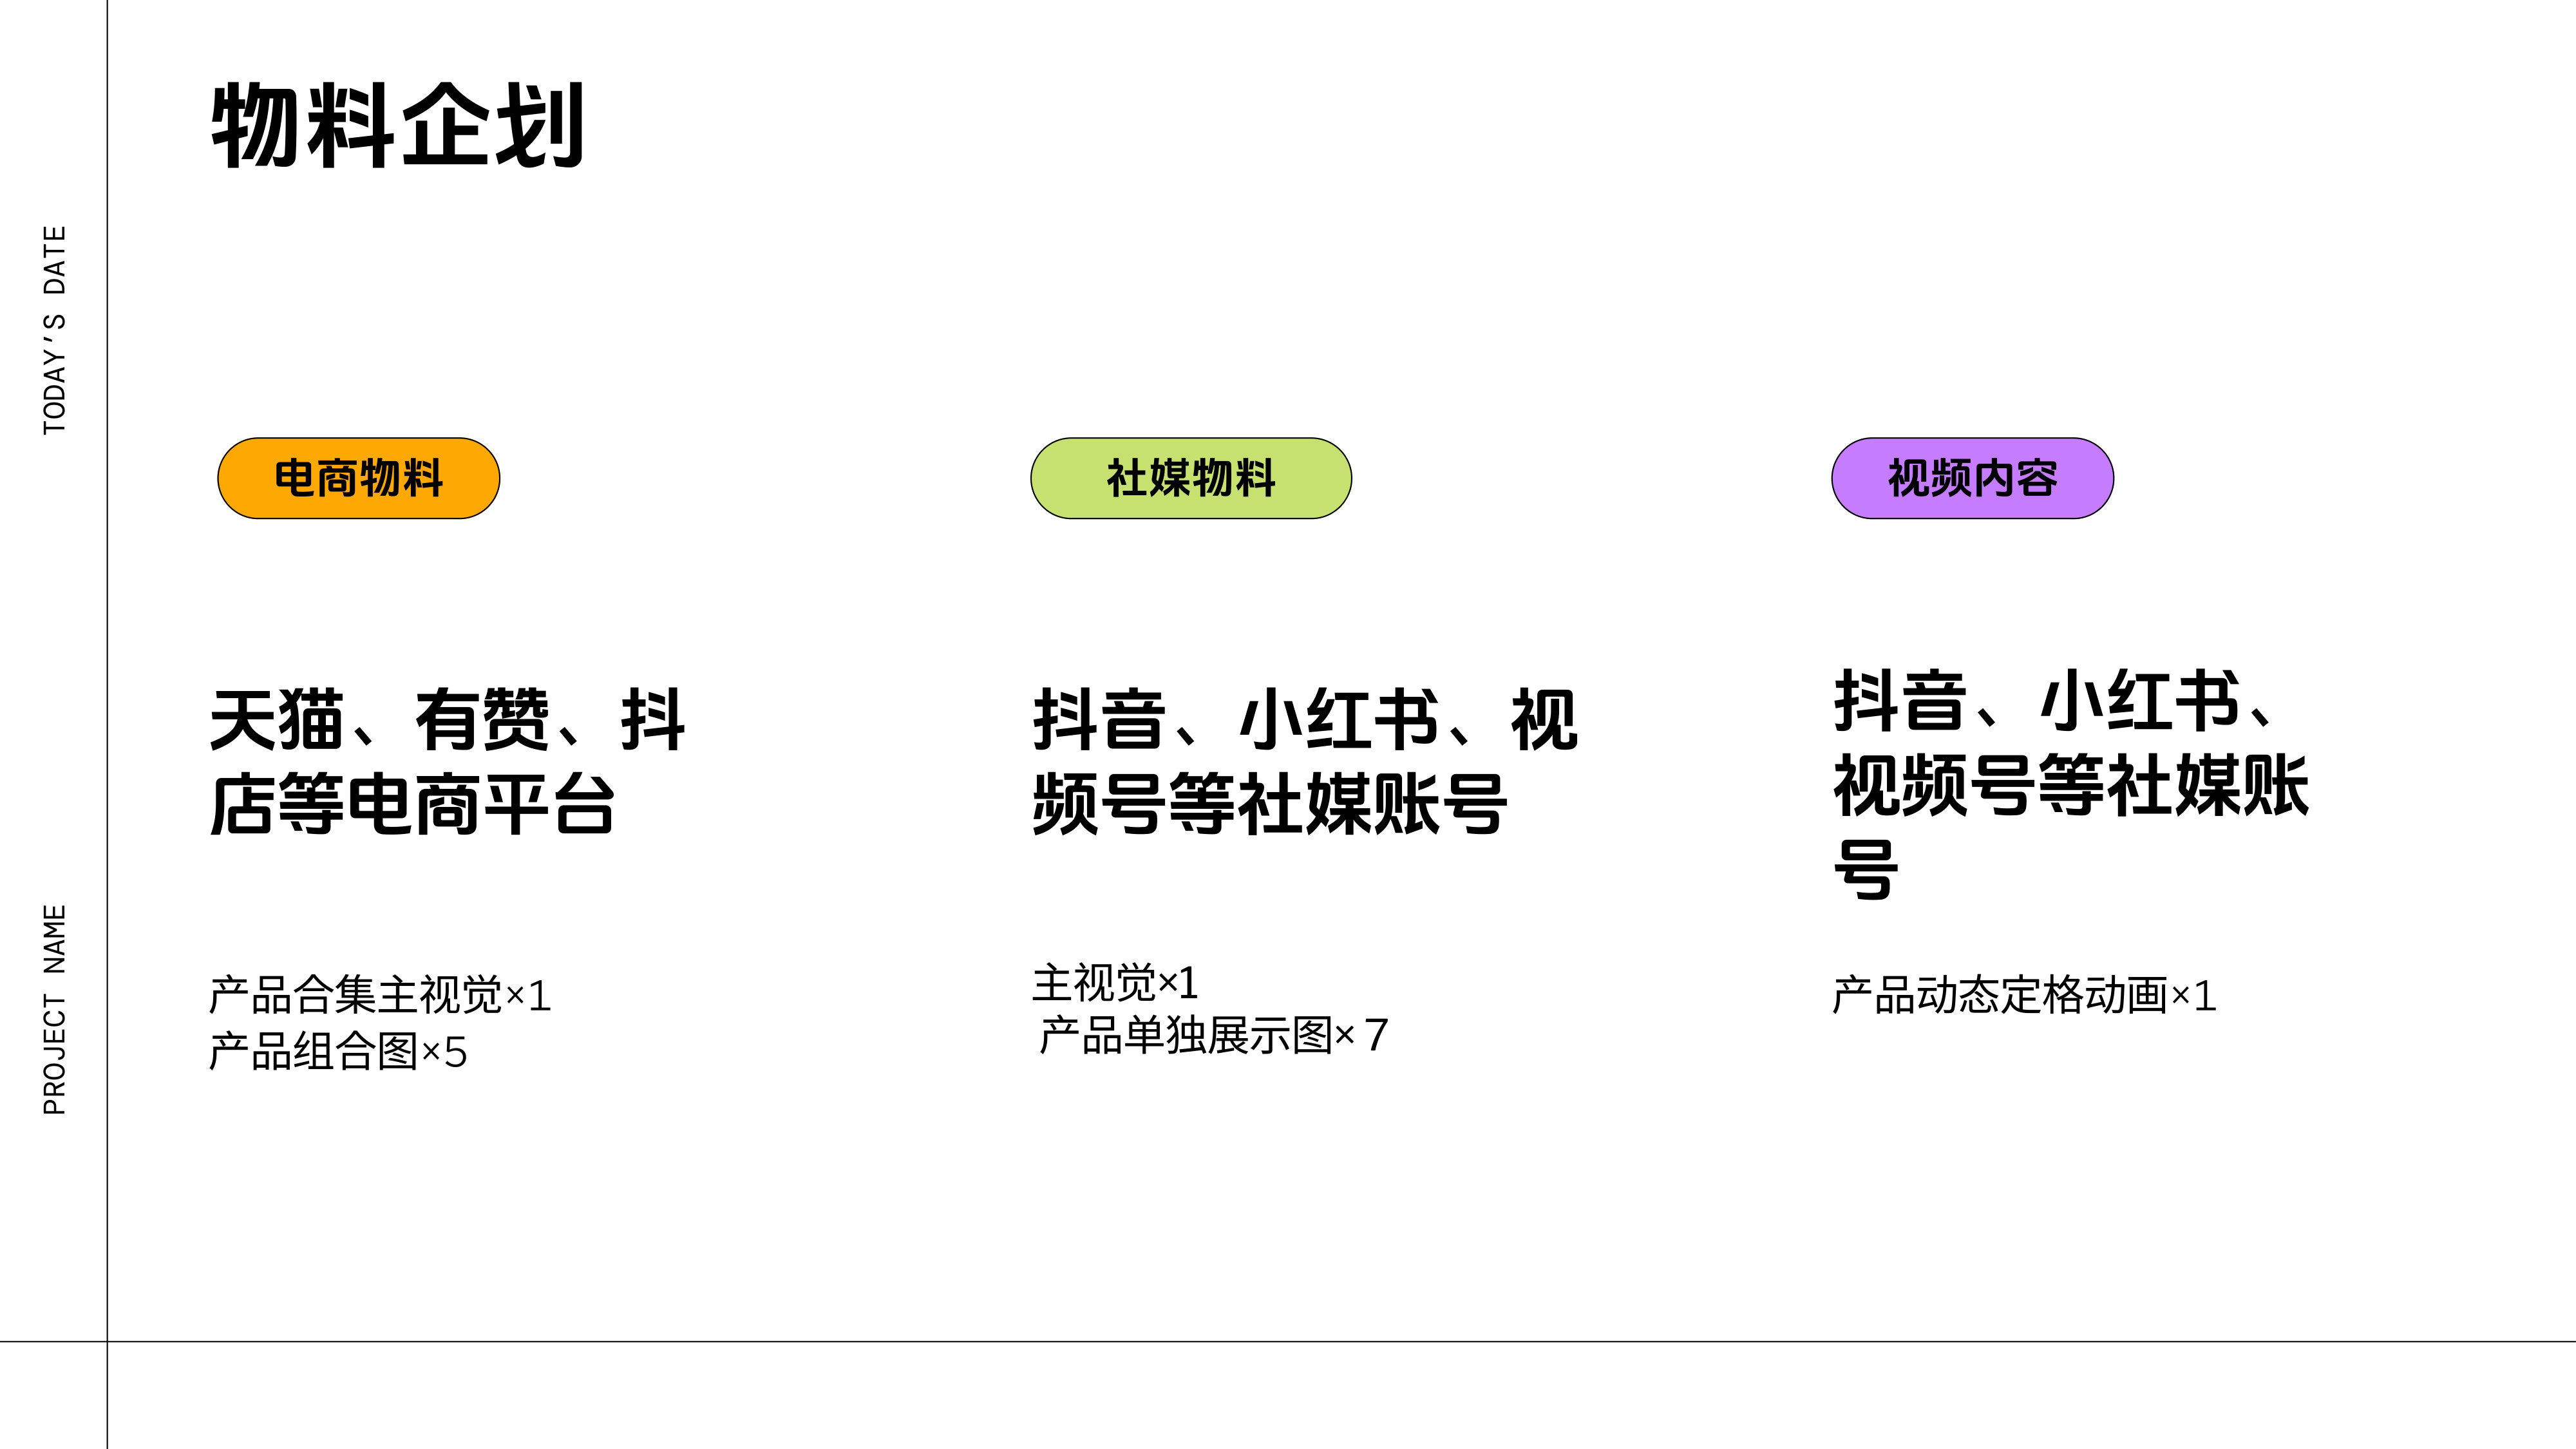 物料企划
TODAY'S DATE
PROJECT NAME
电商物料
天猫、有赞、抖
店等电商平台
产品合集主视觉×1
产品组合图×5
社媒物料
抖音、小红书、视
频号等社媒账号
主视觉×1
产品单独展示图×7
视频内容
抖音、小红书、
视频号等社媒账
号
产品动态定格动画×1